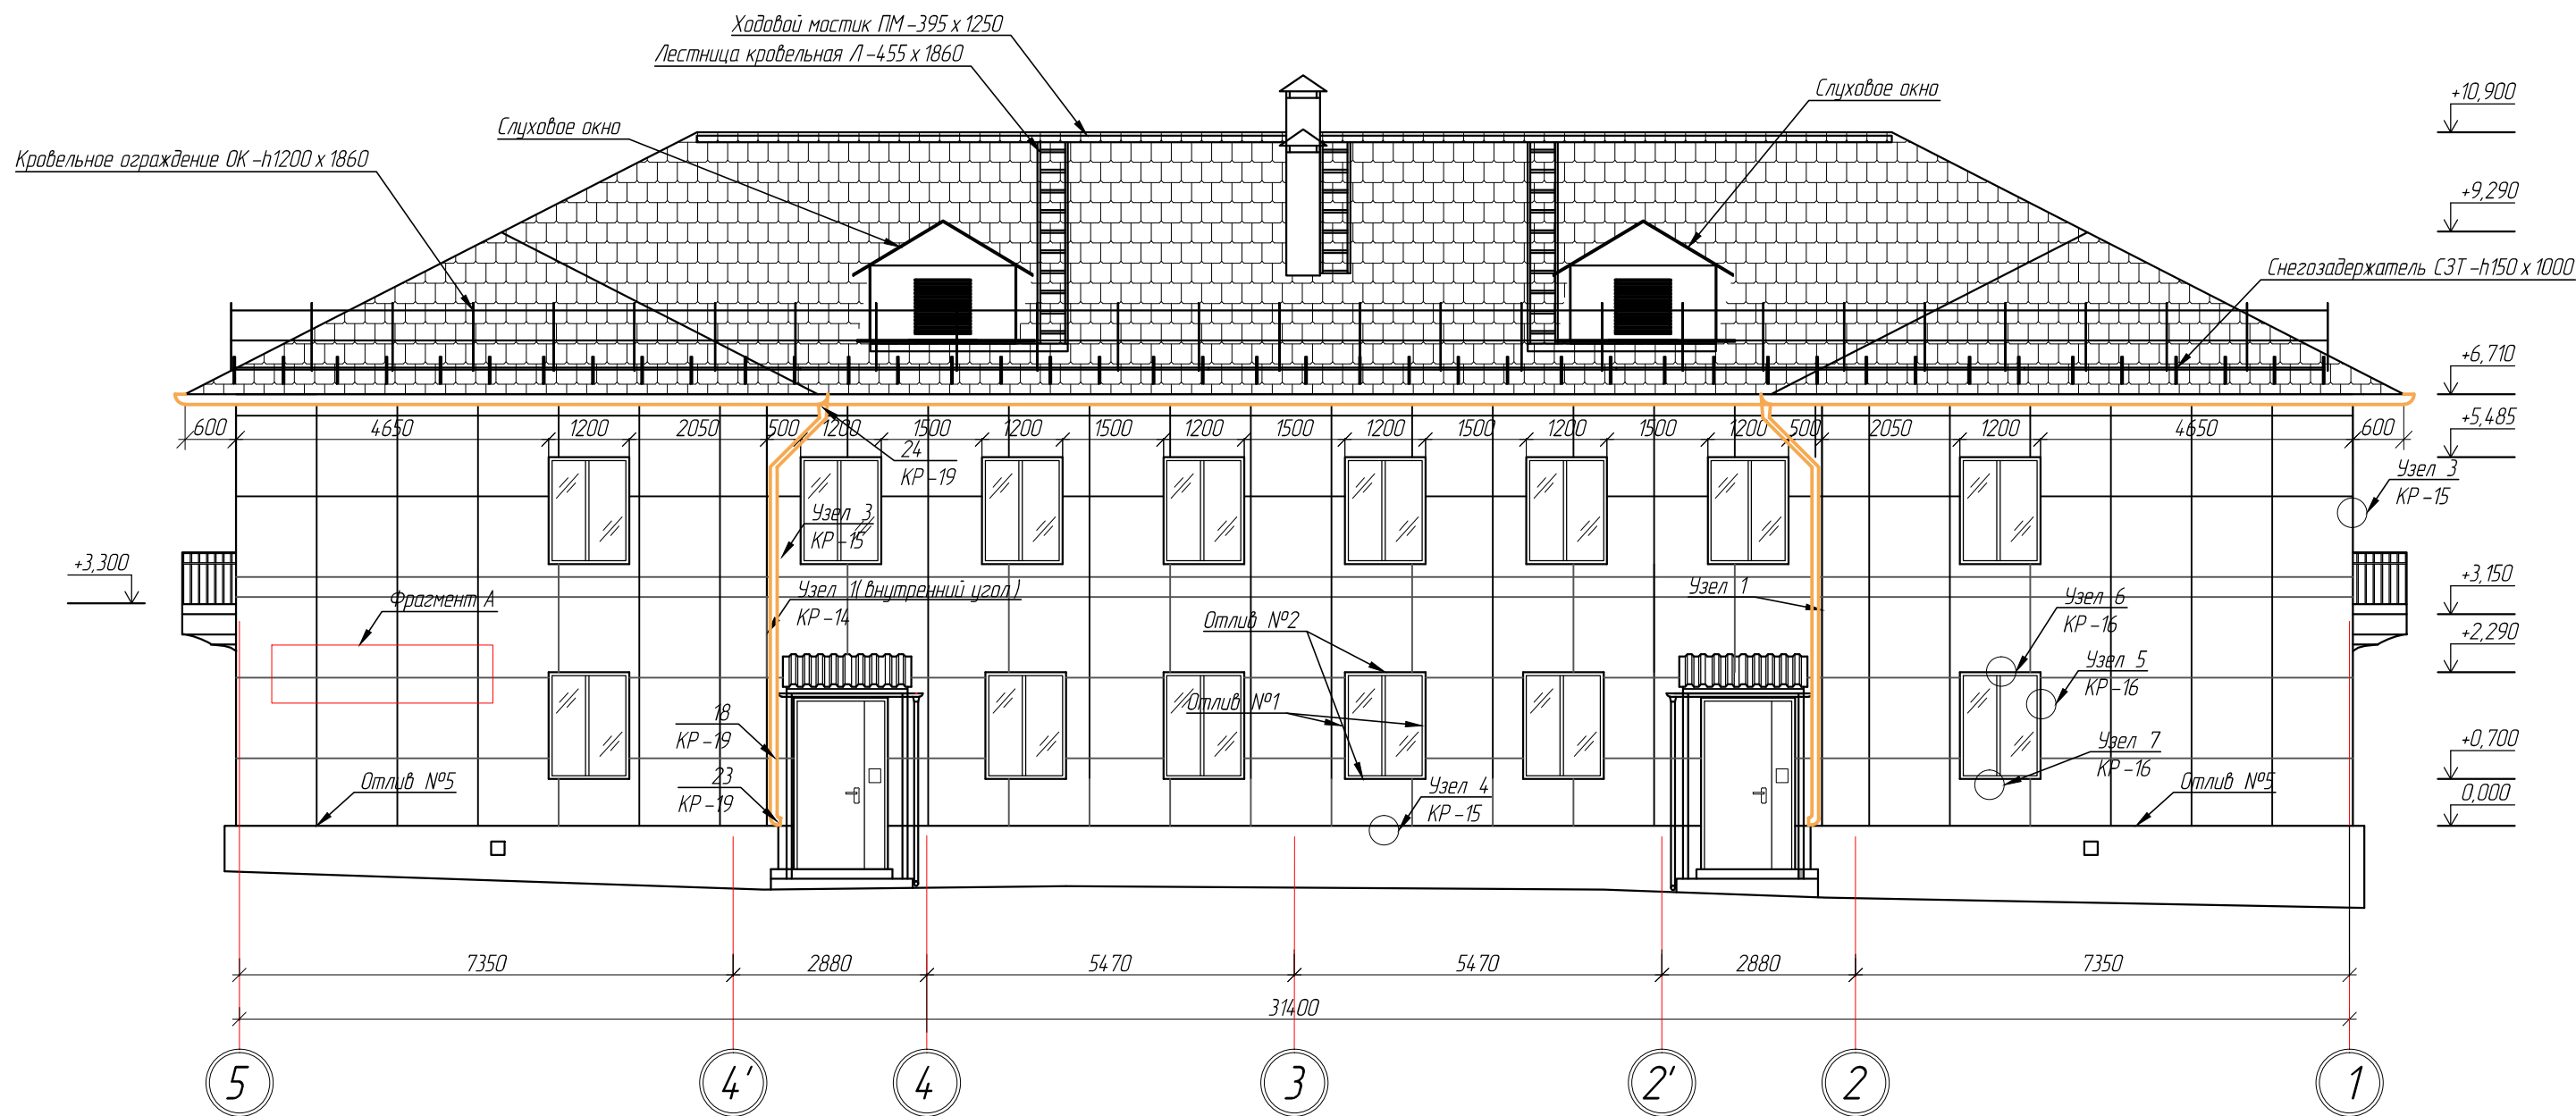 Ходовой мостик ПМ-395 х 1250
Лестница кровельная Л-455 х 1860
Слуховое окно
Слуховое окно
Кровельное ограждение ОК-h1200 х 1860
Снегозадержатель СЗТ-h150 х 1000
+10,900
+9,290
+6,710
+5,485
+3,150
+2,290
+0,700
0,000
+3,300
600
4650
1200
2050
500
1200
1500
1200
1500
1200
1500
1200
1500
1200
1500
1200
500
2050
1200
4650
600
24
КР-19
Узел 3
КР-15
Узел 3
КР-15
Узел 1(внутренний угол)
КР-14
Узел 1
Фрагмент А
Отлив №2
Отлив №1
Узел 6
КР-16
Узел 5
КР-16
Узел 7
КР-16
18
КР-19
23
КР-19
Отлив №5
Узел 4
КР-15
Отлив №5
7350
2880
5470
5470
2880
7350
31400
5
4'
4
3
2'
2
1